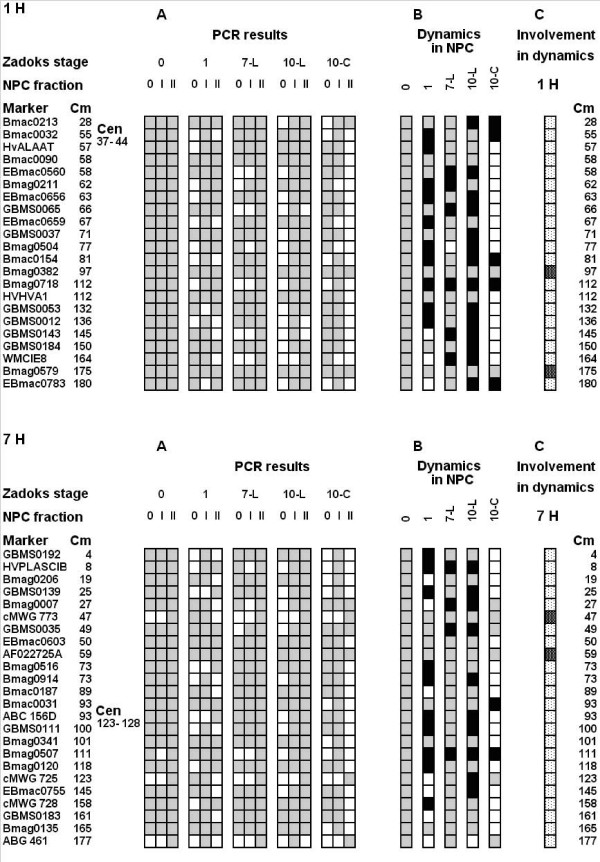 1 H
A
B
C
PCR results
Dynamics in NPC
Involvement in dynamics
Zadoks stage 0 1 7-L 10-L 10-C
0 1 7-L 10-L 10-C
1 H
NPC fraction 0 I II 0 I II 0 I II 0 I II 0 I II
Marker Cm Cm
Bmac0213 28 Cen 28
Bmac0032 55 37-44 55
HvALAAT 57 57
Bmac0090 58 58
EBmac0560 58 58
Bmag0211 62 62
EBmac0656 63 63
GBMS0065 66 66
EBmac0659 67 67
GBMS0037 71 71
Bmag0504 77 77
Bmac0154 81 81
Bmag0382 97 97
Bmag0718 112 112
HVHVA1 112 112
GBMS0053 132 132
GBMS0012 136 136
GBMS0143 145 145
GBMS0184 150 150
WMCIE8 164 164
Bmag0579 175 175
EBmac0783 180 180
7 H
A
B
C
PCR results
Dynamics in NPC
Involvement in dynamics
Zadoks stage 0 1 7-L 10-L 10-C
0 1 7-L 10-L 10-C
7 H
NPC fraction 0 I II 0 I II 0 I II 0 I II 0 I II
Marker Cm Cm
GBMS0192 4 4
HVPLASCIB 8 8
Bmag0206 19 19
GBMS0139 25 25
Bmag0007 27 27
cMWG 773 47 47
GBMS0035 49 49
EBmac0603 50 50
AF022725A 59 59
Bmag0516 73 73
Bmag0914 73 73
Bmac0187 89 89
Bmac0031 93 Cen 93
ABC 156D 93 123-128 93
GBMS0111 100 100
Bmag0341 101 101
Bmag0507 111 111
Bmag0120 118 118
cMWG 725 123 123
EBmac0755 145 145
cMWG 728 158 158
GBMS0183 161 161
Bmag0135 165 165
ABG 461 177 177